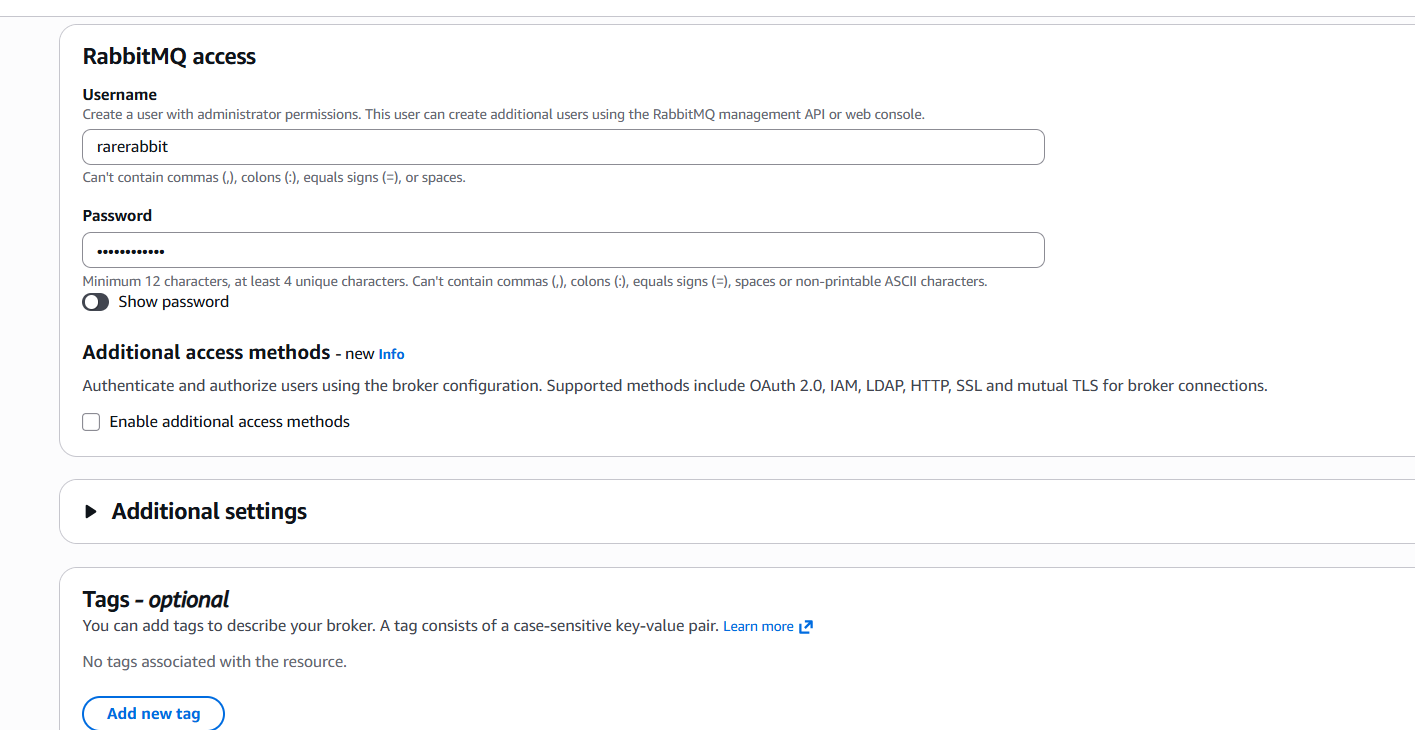 RabbitMQ access
Username
Create a user with administrator permissions. This user can create additional users using the RabbitMQ management API or web console.
rarerabbit
Can't contain commas (,), colons (:), equals signs (=), or spaces.
Password
••••••••••••
Minimum 12 characters, at least 4 unique characters. Can't contain commas (,), colons (:), equals signs (=), spaces or non-printable ASCII characters.
Show password
Additional access methods - new Info
Authenticate and authorize users using the broker configuration. Supported methods include OAuth 2.0, IAM, LDAP, HTTP, SSL and mutual TLS for broker connections.
Enable additional access methods
Additional settings
Tags - optional
You can add tags to describe your broker. A tag consists of a case-sensitive key-value pair. Learn more
No tags associated with the resource.
Add new tag